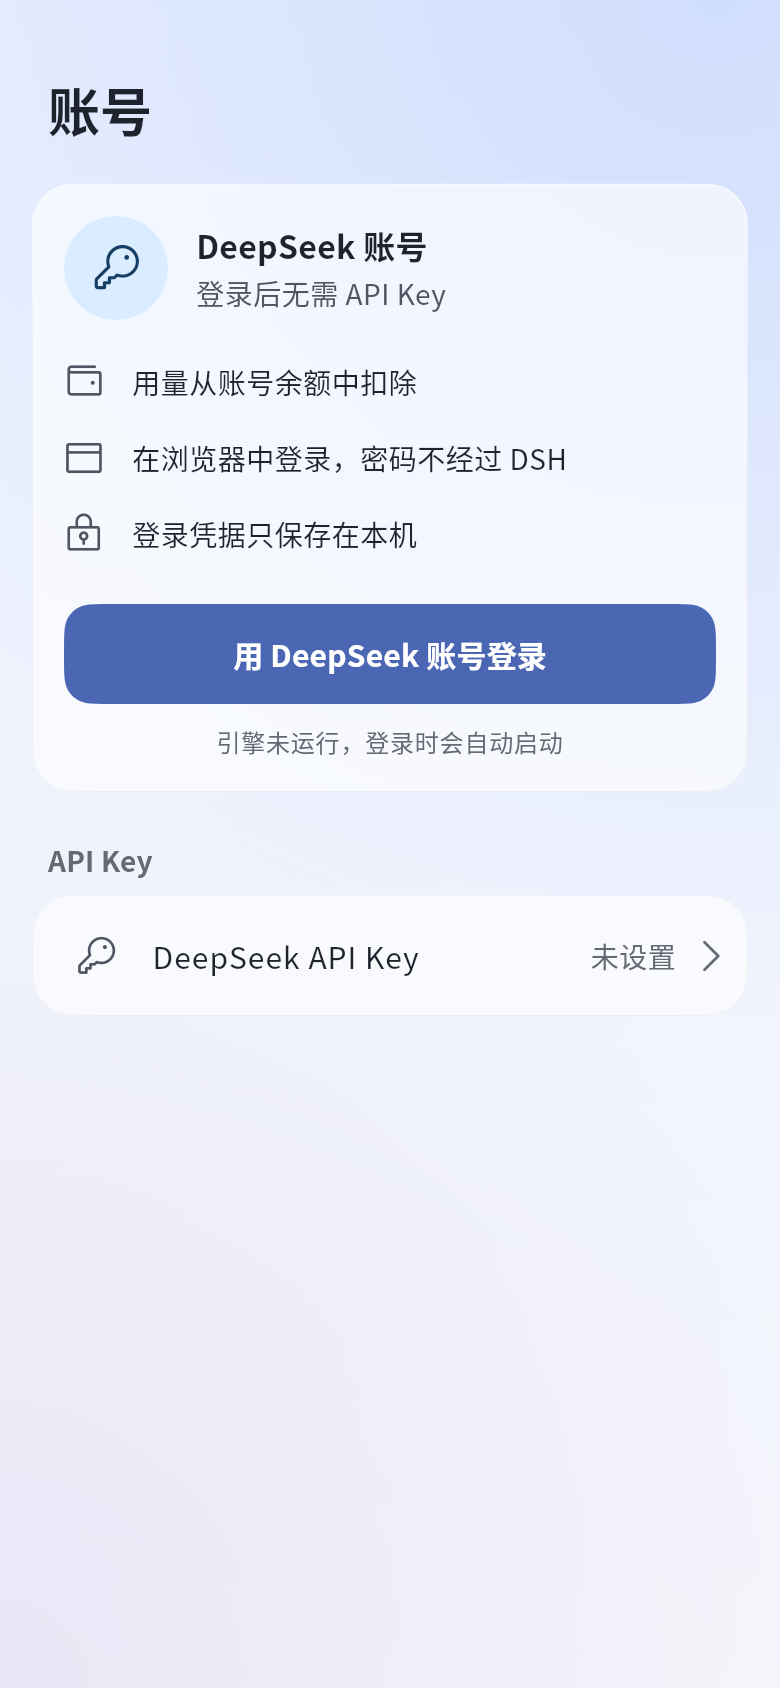 账号
DeepSeek 账号
登录后无需 API Key
用量从账号余额中扣除
在浏览器中登录，密码不经过 DSH
登录凭据只保存在本机
用 DeepSeek 账号登录
引擎未运行，登录时会自动启动
API Key
DeepSeek API Key 未设置